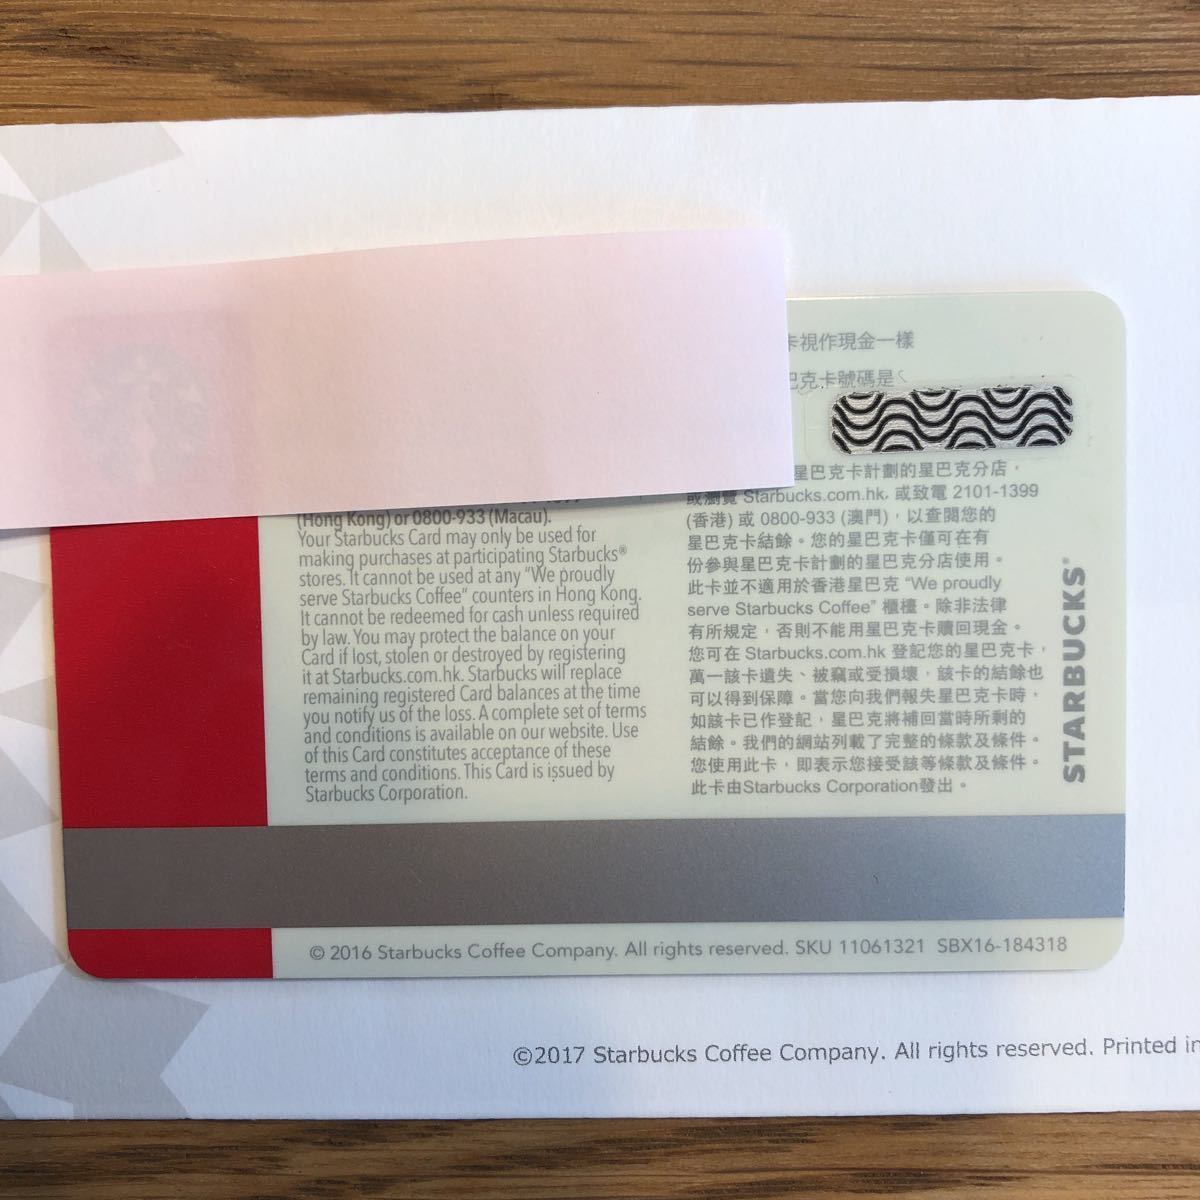 (Hong Kong) or 0800-933 (Macau).
Your Starbucks Card may only be used for
making purchases at participating Starbucks®
stores. It cannot be used at any “We proudly
serve Starbucks Coffee” counters in Hong Kong.
It cannot be redeemed for cash unless required
by law. You may protect the balance on your
Card if lost, stolen or destroyed by registering
it at Starbucks.com.hk. Starbucks will replace
remaining registered Card balances at the time
you notify us of the loss. A complete set of terms
and conditions is available on our website. Use
of this Card constitutes acceptance of these
terms and conditions. This Card is issued by
Starbucks Corporation.
卡視作現金一樣
巴克卡號碼是
星巴克卡計劃的星巴克分店，
或瀏覽 Starbucks.com.hk, 或致電 2101-1399
(香港) 或 0800-933 (澳門)，以查閱您的
星巴克卡結餘。您的星巴克卡僅可在有
份參與星巴克卡計劃的星巴克分店使用。
此卡並不適用於香港星巴克 “We proudly
serve Starbucks Coffee” 櫃檯。除非法律
有所規定，否則不能用星巴克卡贖回現金。
您可在 Starbucks.com.hk 登記您的星巴克卡，
萬一該卡遺失、被竊或受損壞，該卡的結餘也
可以得到保障。當您向我們報失星巴克卡時，
如該卡已作登記，星巴克將補回當時所剩的
結餘。我們的網站列載了完整的條款及條件。
您使用此卡，即表示您接受該等條款及條件。
此卡由Starbucks Corporation發出。
STARBUCKS®
© 2016 Starbucks Coffee Company. All rights reserved. SKU 11061321 SBX16-184318
©2017 Starbucks Coffee Company. All rights reserved. Printed in